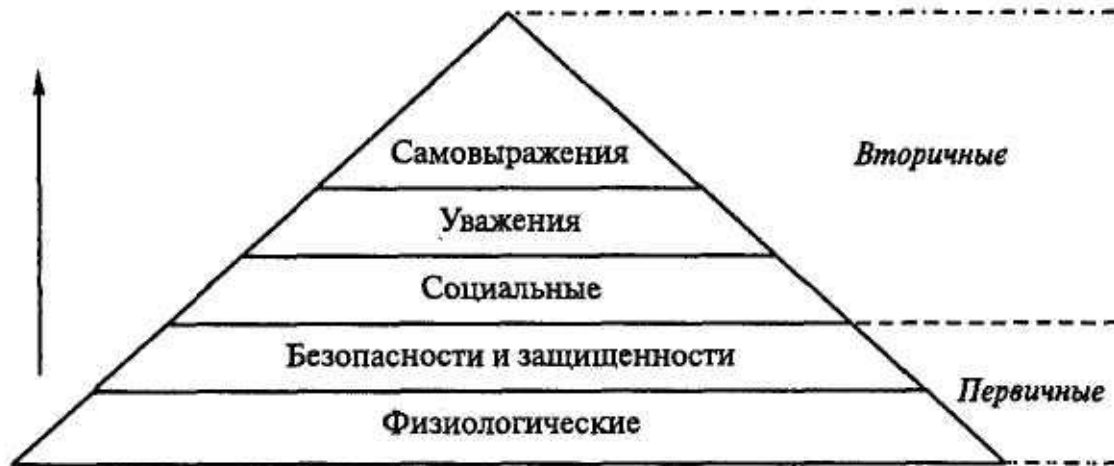 Самовыражения
Вторичные
Уважения
Социальные
Безопасности и защищенности
Первичные
Физиологические